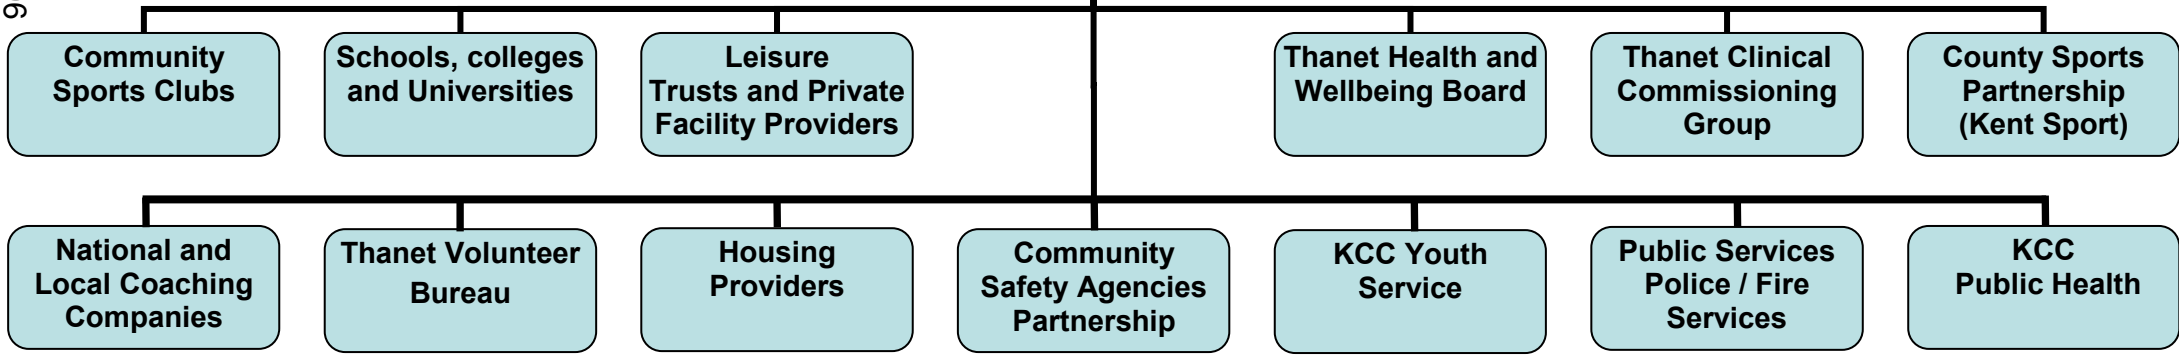 Community
Sports Clubs
Schools, colleges
and Universities
Leisure
Trusts and Private
Facility Providers
Thanet Health and
Wellbeing Board
Thanet Clinical
Commissioning
Group
County Sports
Partnership
(Kent Sport)
National and
Local Coaching
Companies
Thanet Volunteer
Bureau
Housing
Providers
Community
Safety Agencies
Partnership
KCC Youth
Service
Public Services
Police / Fire
Services
KCC
Public Health